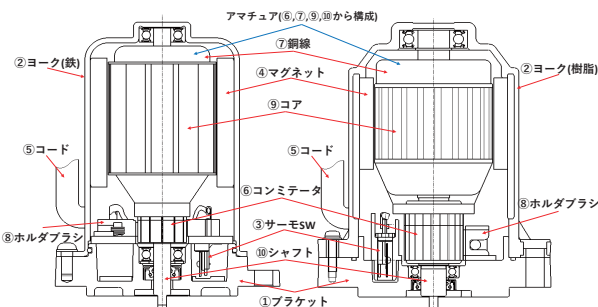 アマチュア(⑥,⑦,⑨,⑩から構成)
⑦銅線
②ヨーク(鉄)
④マグネット
②ヨーク(樹脂)
⑨コア
⑤コード
⑤コード
⑥コンミテータ
⑧ホルダブラシ
⑧ホルダブラシ
③サーモSW
⑩シャフト
①ブラケット